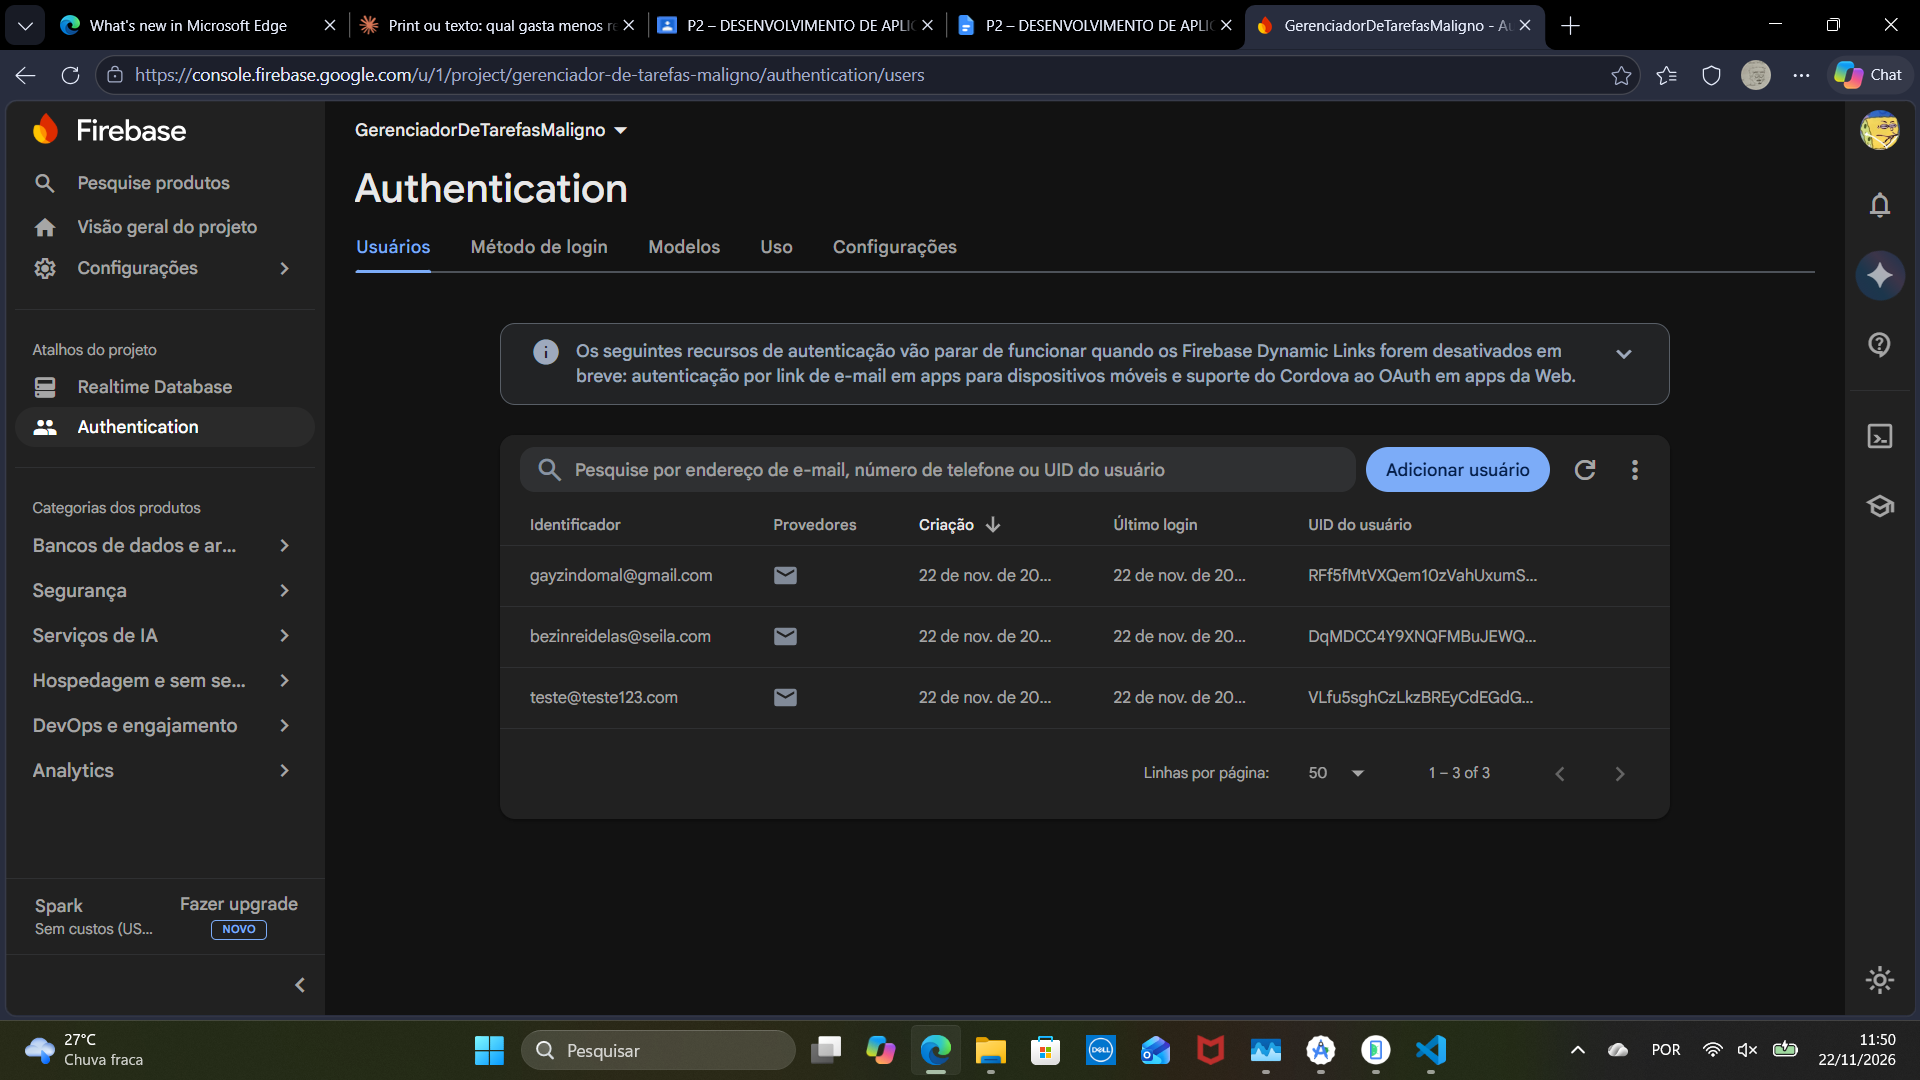 What's new in Microsoft Edge
Print ou texto: qual gasta menos re
P2 – DESENVOLVIMENTO DE APLIC
P2 – DESENVOLVIMENTO DE APLIC
GerenciadorDeTarefasMaligno - Au
https://console.firebase.google.com/u/1/project/gerenciador-de-tarefas-maligno/authentication/users
Chat
Firebase
Pesquise produtos
Visão geral do projeto
Configurações
Atalhos do projeto
Realtime Database
Authentication
Categorias dos produtos
Bancos de dados e ar...
Segurança
Serviços de IA
Hospedagem e sem se...
DevOps e engajamento
Analytics
Spark
Sem custos (US...
Fazer upgrade
NOVO
GerenciadorDeTarefasMaligno
Authentication
Usuários Método de login Modelos Uso Configurações
Os seguintes recursos de autenticação vão parar de funcionar quando os Firebase Dynamic Links forem desativados em
breve: autenticação por link de e-mail em apps para dispositivos móveis e suporte do Cordova ao OAuth em apps da Web.
Pesquise por endereço de e-mail, número de telefone ou UID do usuário
Adicionar usuário
Identificador Provedores Criação Último login UID do usuário
gayzindomal@gmail.com 22 de nov. de 20... 22 de nov. de 20... RFf5fMtVXQem1OzVahUxumS...
bezinreidelas@seila.com 22 de nov. de 20... 22 de nov. de 20... DqMDCC4Y9XNQFMBuJEWQ...
teste@teste123.com 22 de nov. de 20... 22 de nov. de 20... VLfu5sghCzLkzBREyCdEGdG...
Linhas por página: 50 1 – 3 of 3
27°C
Chuva fraca
Pesquisar
DELL
POR
11:50
22/11/2026